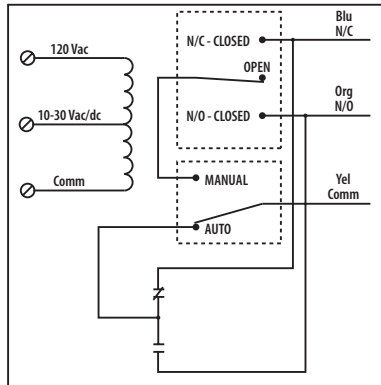 120 Vac
10-30 Vac/dc
Comm
N/C - CLOSED
OPEN
N/O - CLOSED
MANUAL
AUTO
Blu
N/C
Org
N/O
Yel
Comm